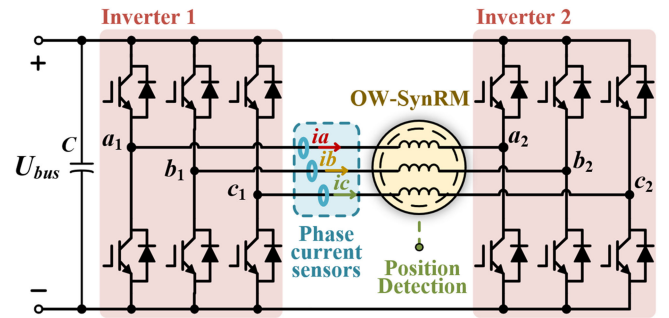 Inverter 1
Inverter 2
+
OW-SynRM
C
a1
ia
a2
Ubus
b1
ib
b2
c1
ic
c2
Phase
current
sensors
Position
Detection
−